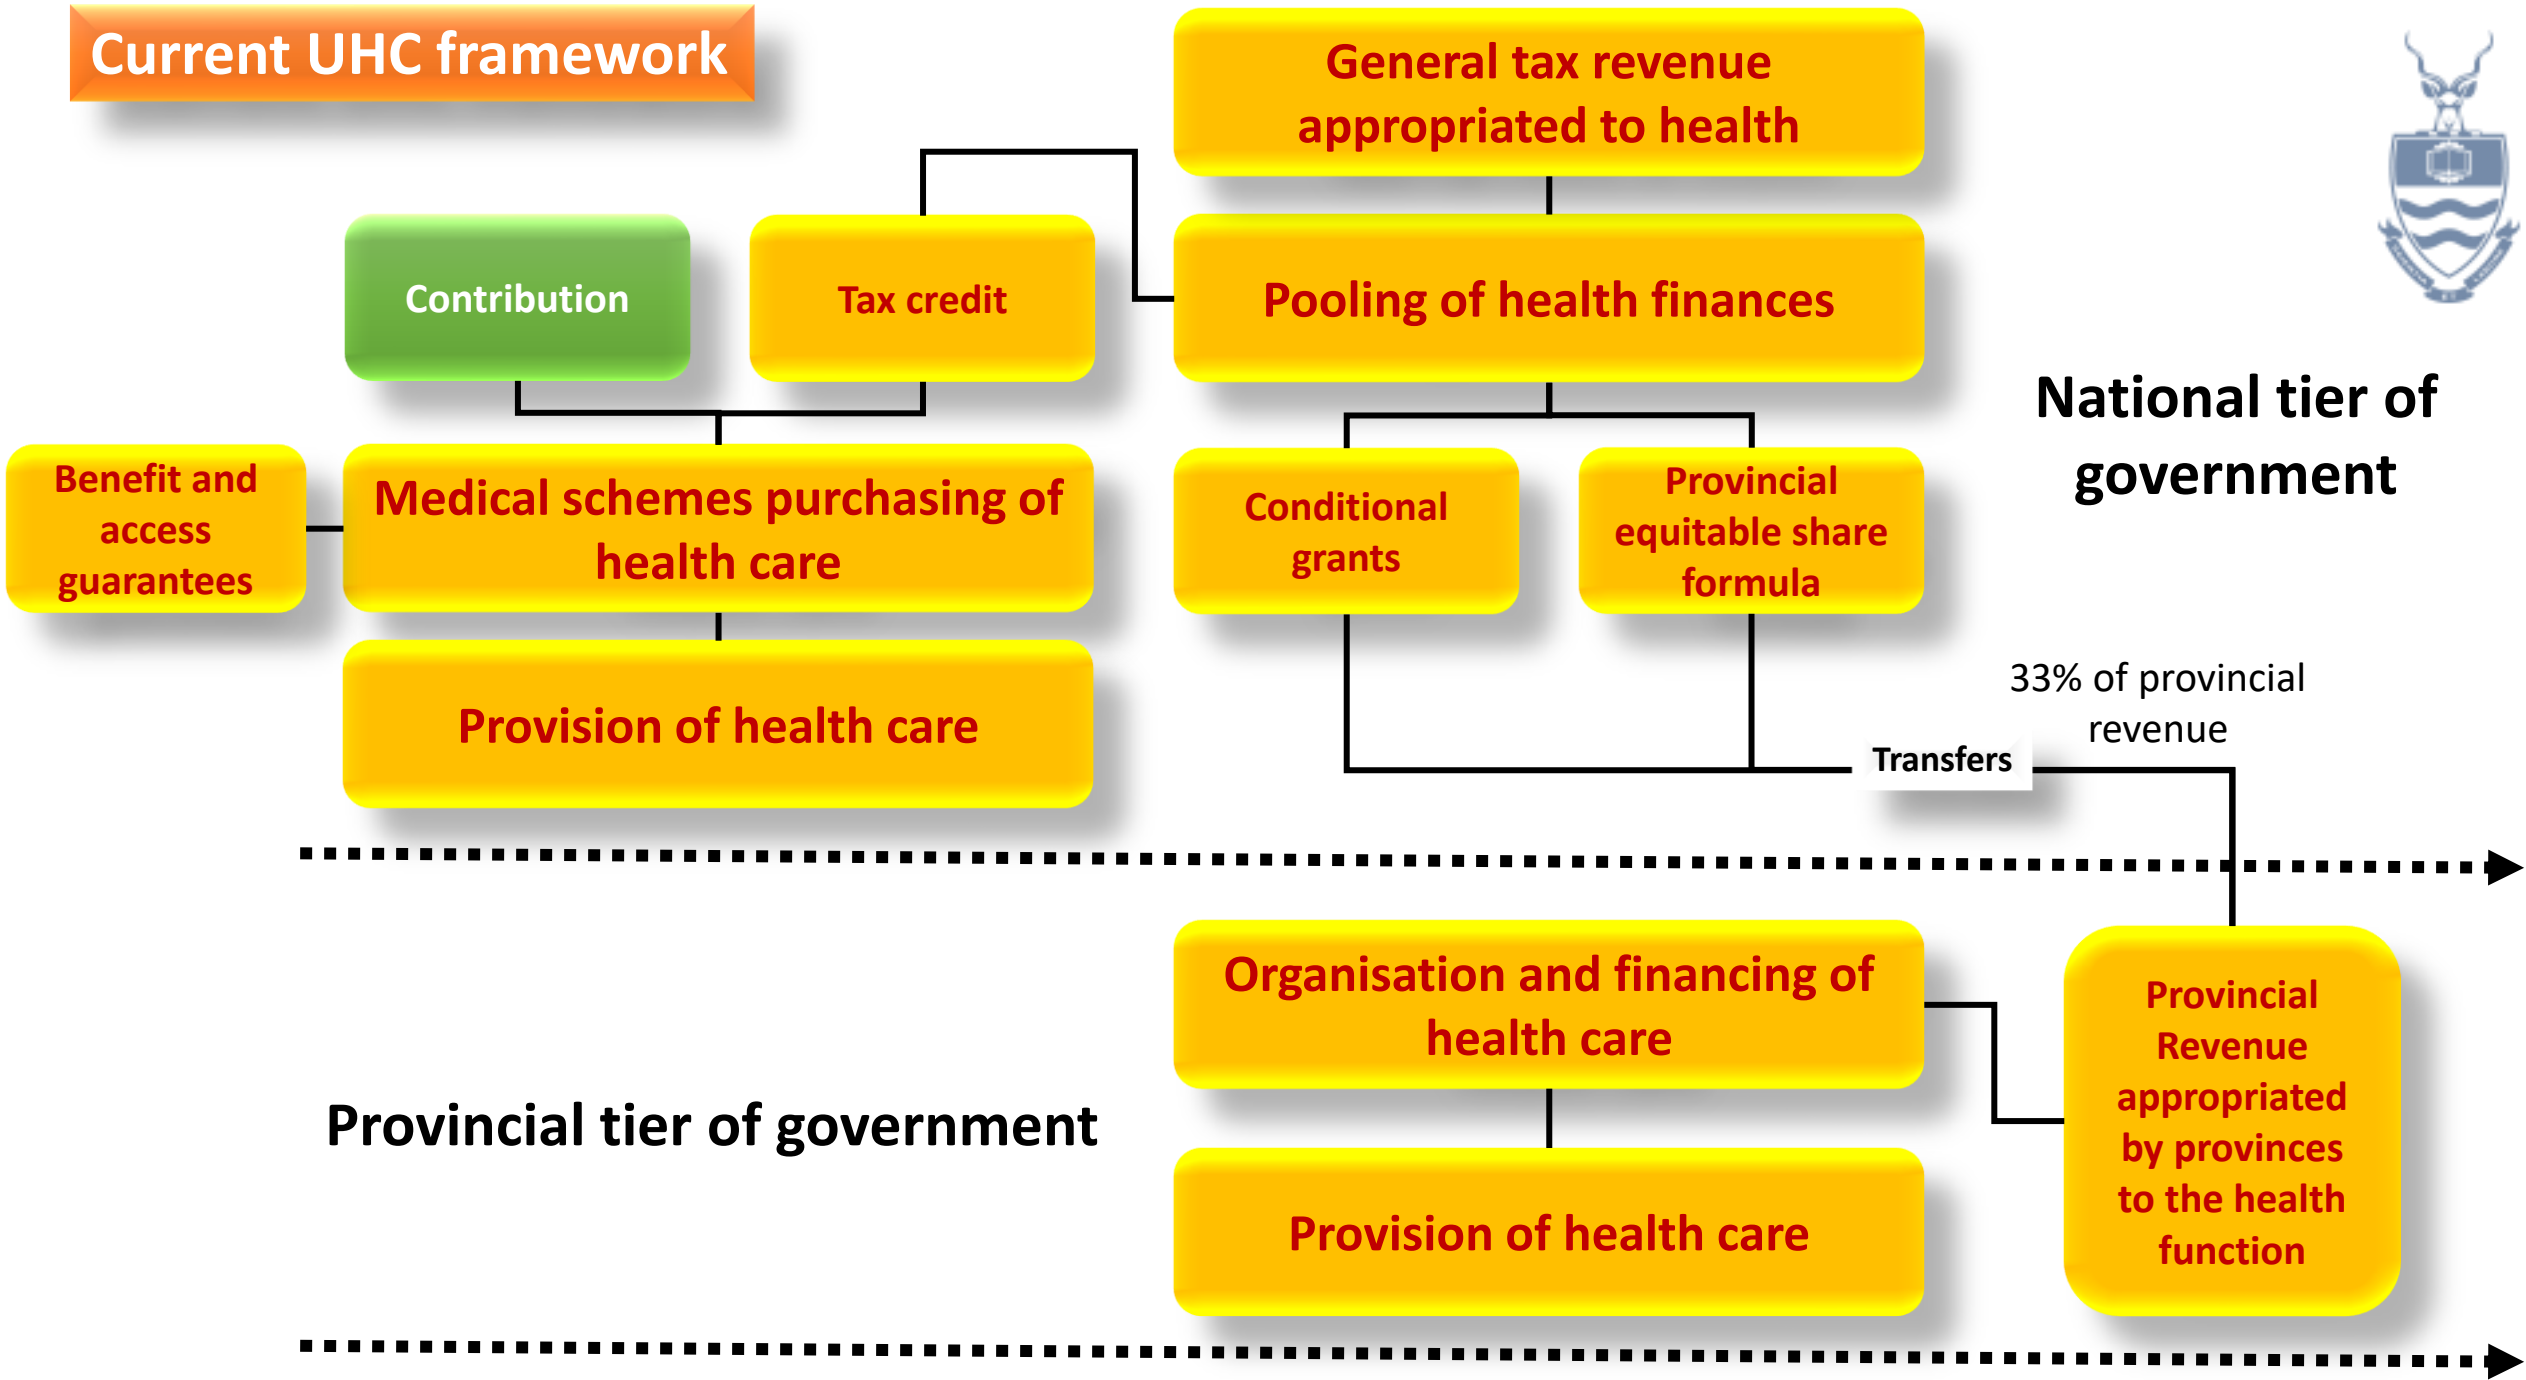 Current UHC framework
General tax revenue
appropriated to health
Contribution
Tax credit
Pooling of health finances
National tier of
government
Benefit and
access
guarantees
Medical schemes purchasing of
health care
Conditional
grants
Provincial
equitable share
formula
Provision of health care
33% of provincial
revenue
Transfers
Organisation and financing of
health care
Provincial
Revenue
appropriated
by provinces
to the health
function
Provincial tier of government
Provision of health care